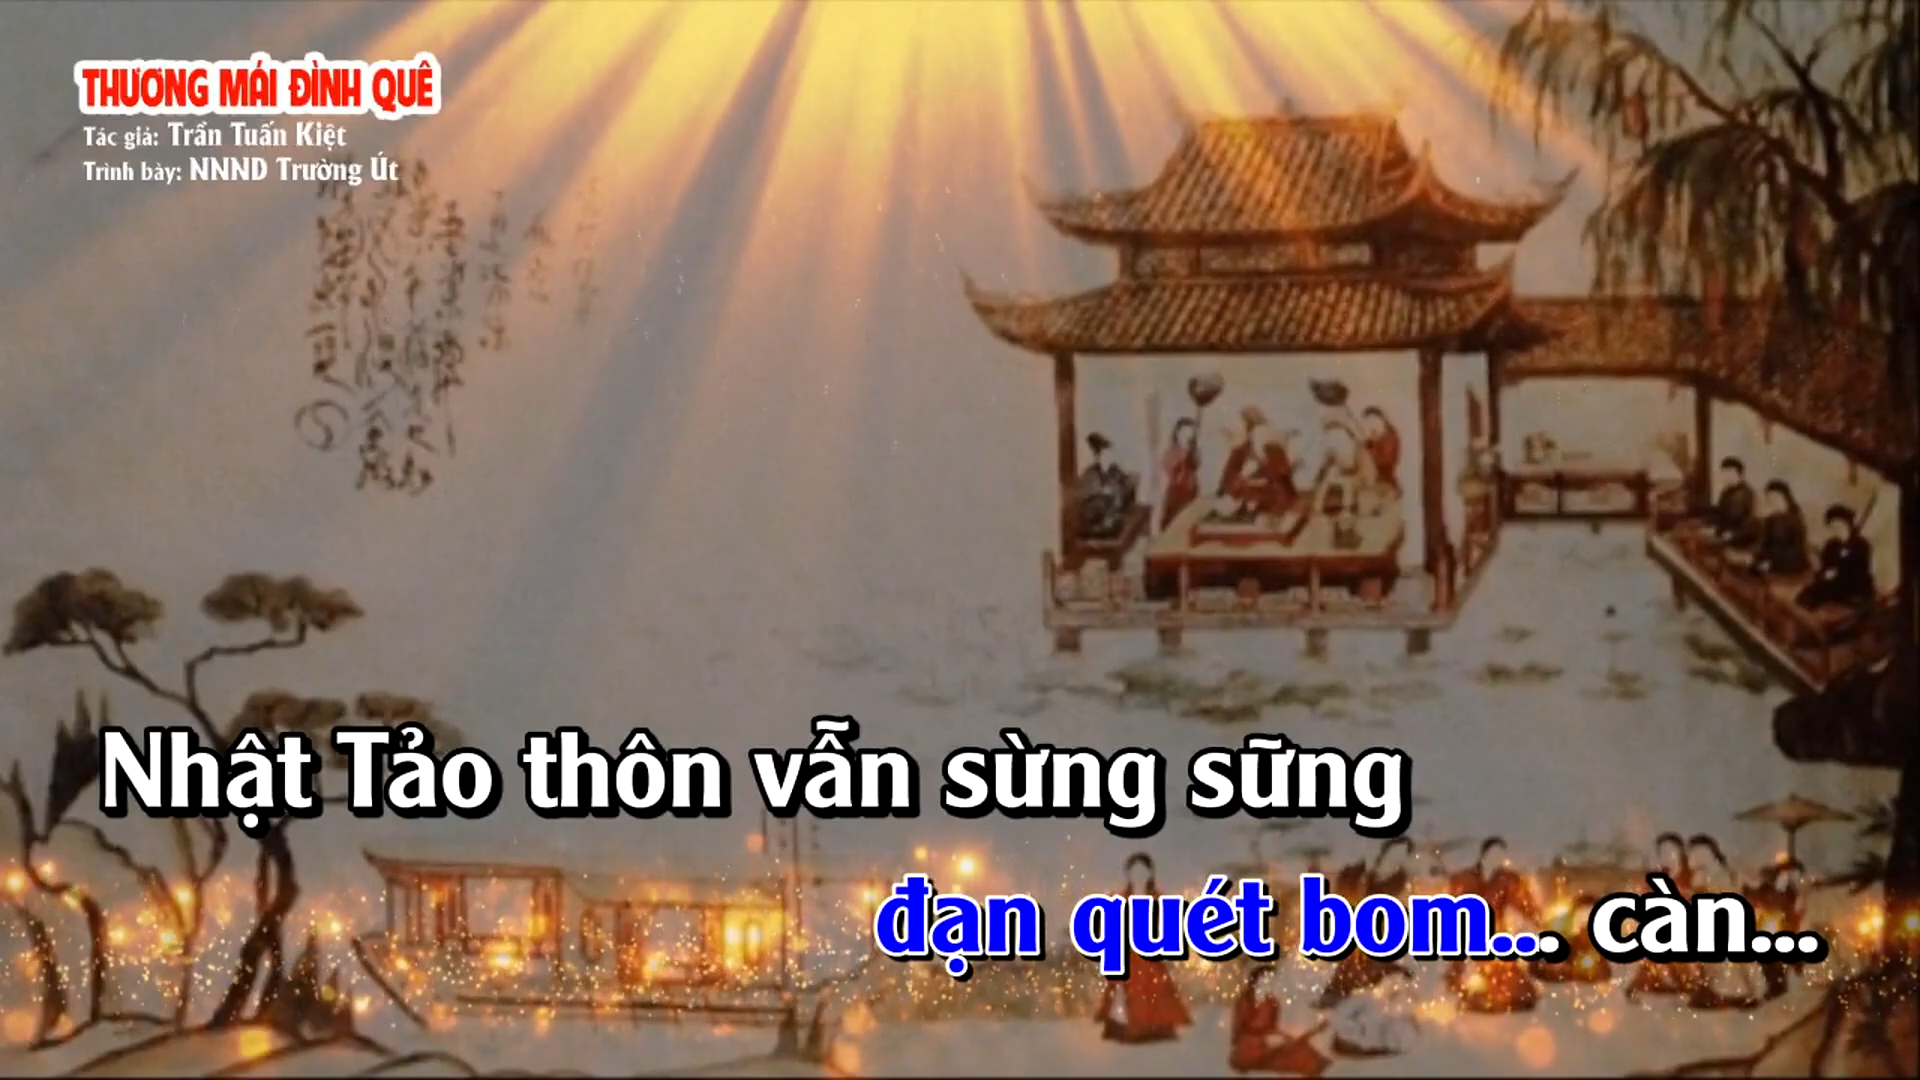 THƯƠNG MÁI ĐÌNH QUÊ
Tác giả: Trần Tuấn Kiệt
Trình bày: NNND Trường Út
Nhật Tảo thôn vẫn sừng sững
đạn quét bom... càn...